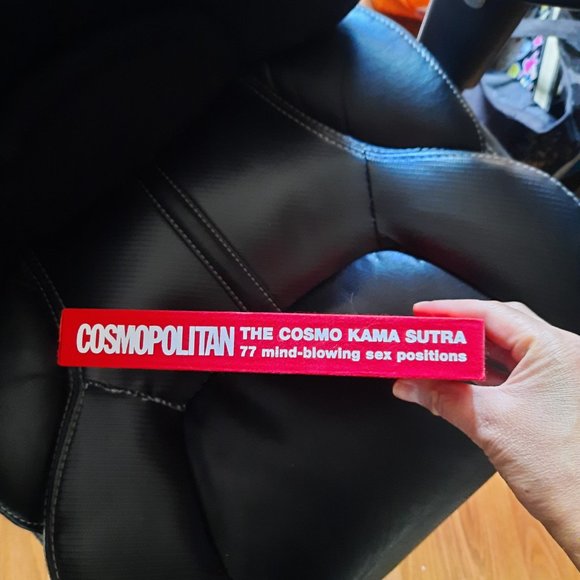 COSMOPOLITAN THE COSMO KAMA SUTRA
77 mind-blowing sex positions